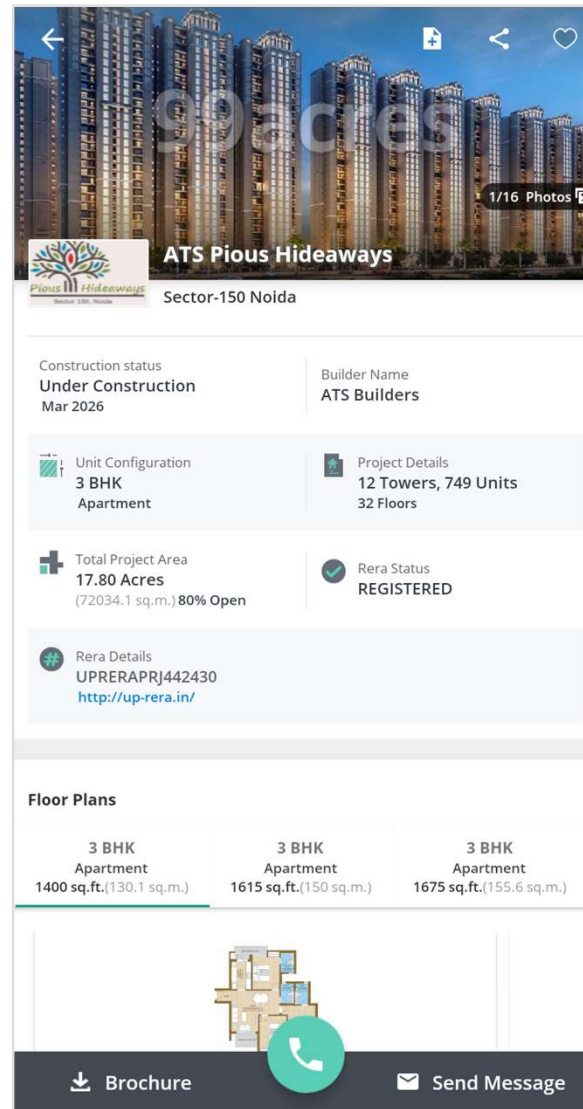 99acres
1/16 Photos
ATS Pious Hideaways
Pious Hideaways
Sector 150, Noida
Sector-150 Noida
Construction status
Under Construction
Mar 2026
Builder Name
ATS Builders
Unit Configuration
3 BHK
Apartment
Project Details
12 Towers, 749 Units
32 Floors
Total Project Area
17.80 Acres
(72034.1 sq.m.) 80% Open
Rera Status
REGISTERED
Rera Details
UPRERAPRJ442430
http://up-rera.in/
Floor Plans
3 BHK
Apartment
1400 sq.ft.(130.1 sq.m.)
3 BHK
Apartment
1615 sq.ft.(150 sq.m.)
3 BHK
Apartment
1675 sq.ft.(155.6 sq.m.)
Brochure
Send Message